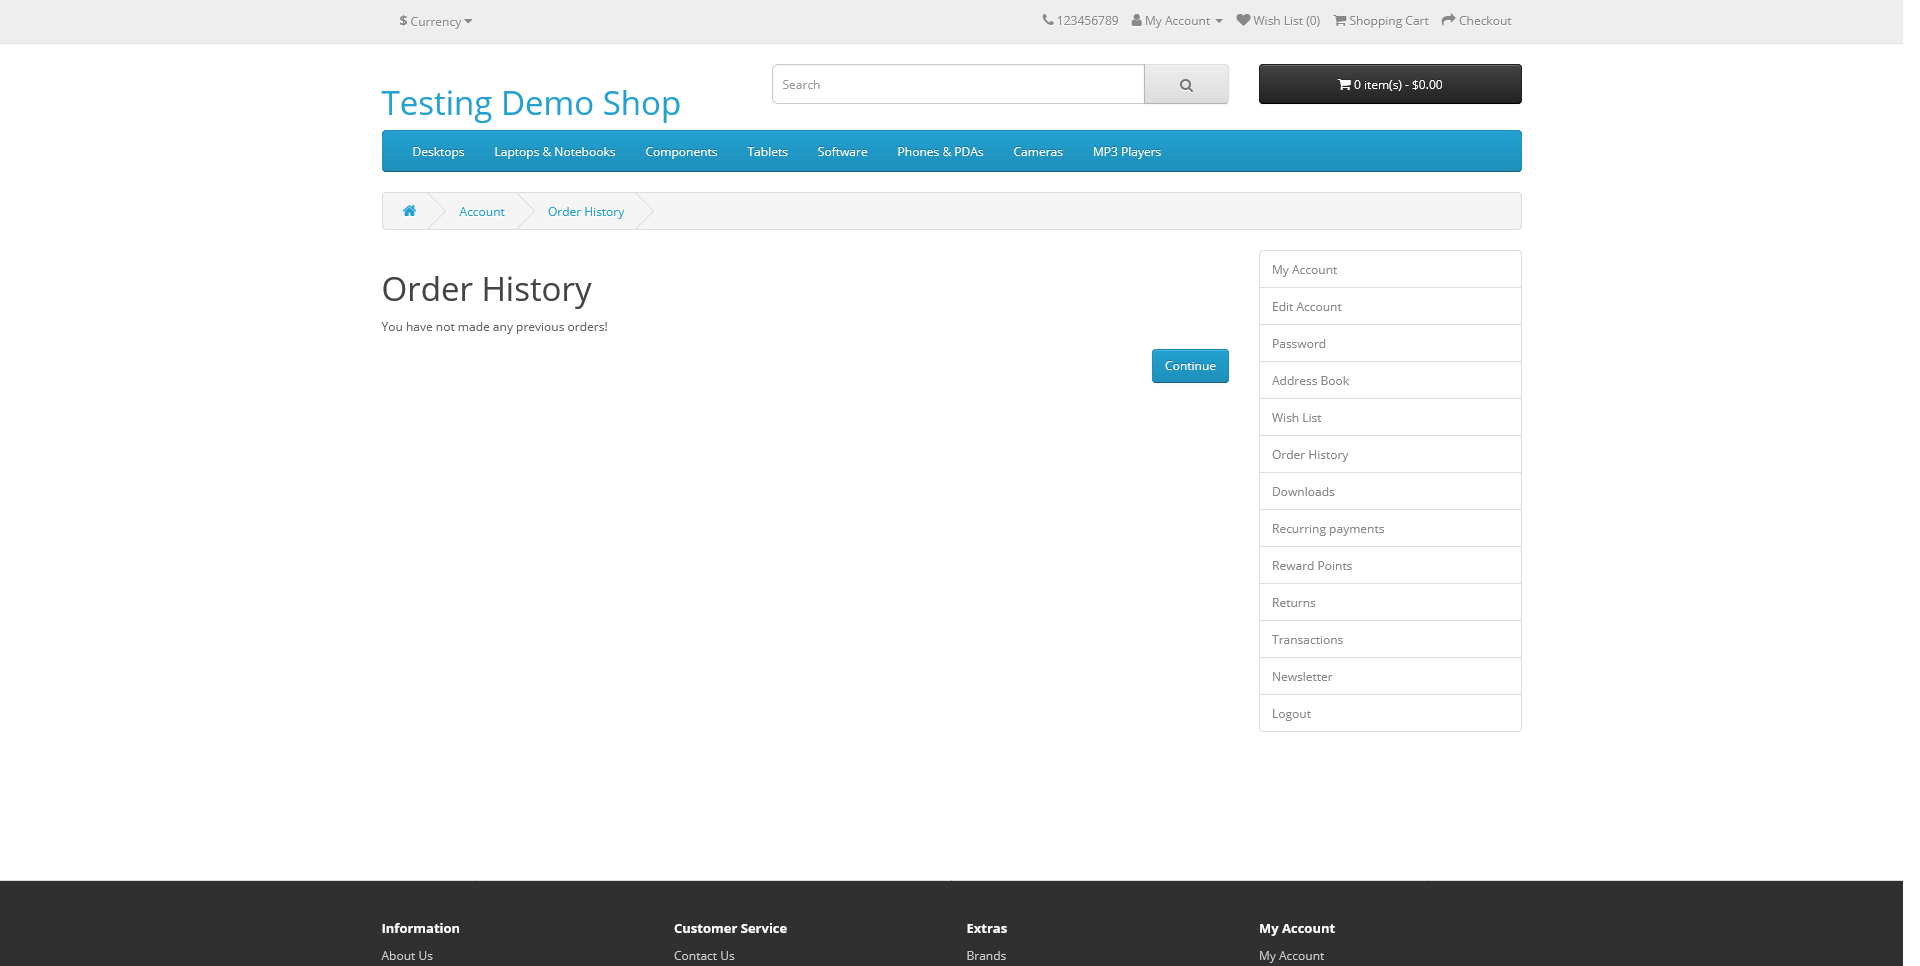 $ Currency
123456789 My Account Wish List (0) Shopping Cart Checkout
Testing Demo Shop
Search
0 item(s) - $0.00
Desktops Laptops & Notebooks Components Tablets Software Phones & PDAs Cameras MP3 Players
Account Order History
Order History
You have not made any previous orders!
Continue
My Account
Edit Account
Password
Address Book
Wish List
Order History
Downloads
Recurring payments
Reward Points
Returns
Transactions
Newsletter
Logout
Information Customer Service Extras My Account
About Us Contact Us Brands My Account